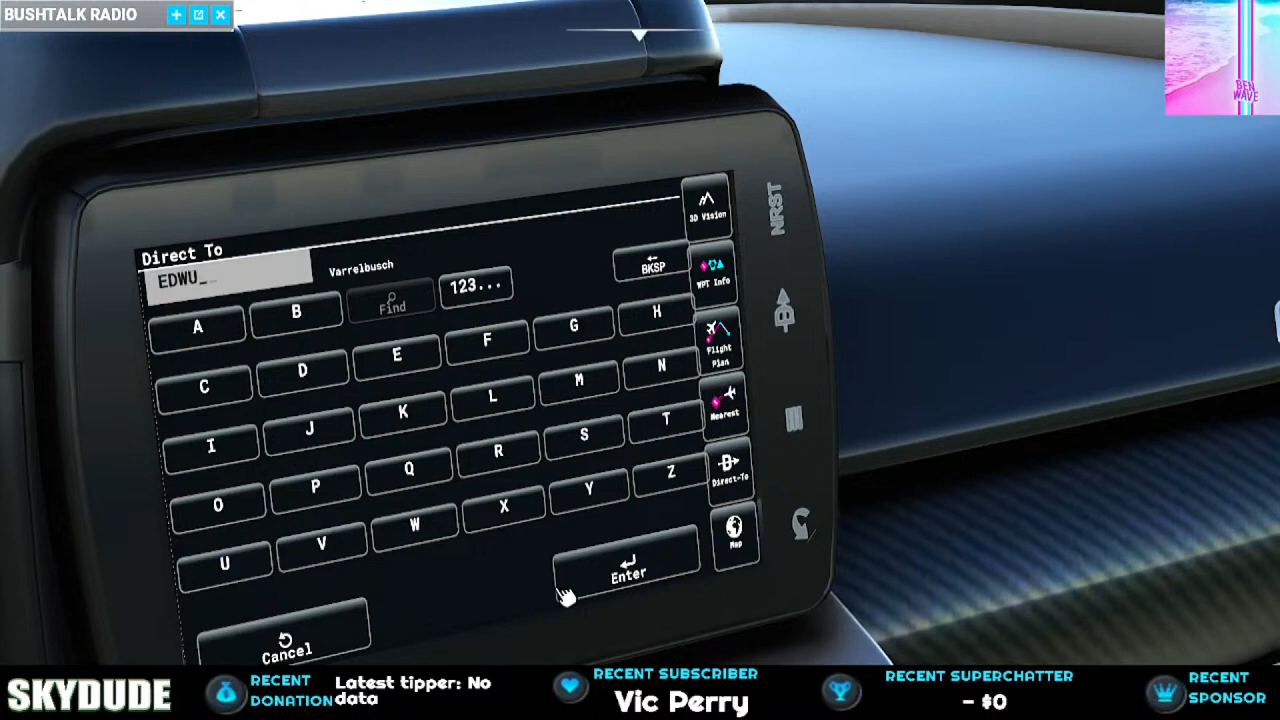 BUSHTALK RADIO
BEN
WAVE
NRST
Direct To
EDWU_
Varrelbusch
Find
123...
BKSP
3D Vision
WPT Info
Flight
Plan
Nearest
Direct-To
Map
A B
C D E F G H
I J K L M N
O P Q R S T
U V W X Y Z
Enter
Cancel
SKYDUDE
RECENT
DONATION
Latest tipper: No
data
RECENT SUBSCRIBER
Vic Perry
RECENT SUPERCHATTER
- $0
RECENT
SPONSOR